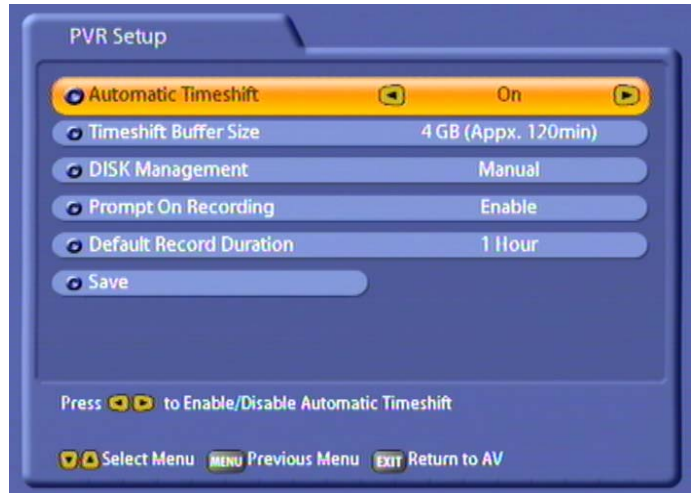 PVR Setup
Automatic Timeshift On
Timeshift Buffer Size 4 GB (Appx. 120min)
DISK Management Manual
Prompt On Recording Enable
Default Record Duration 1 Hour
Save
Press to Enable/Disable Automatic Timeshift
Select Menu MENU Previous Menu EXIT Return to AV